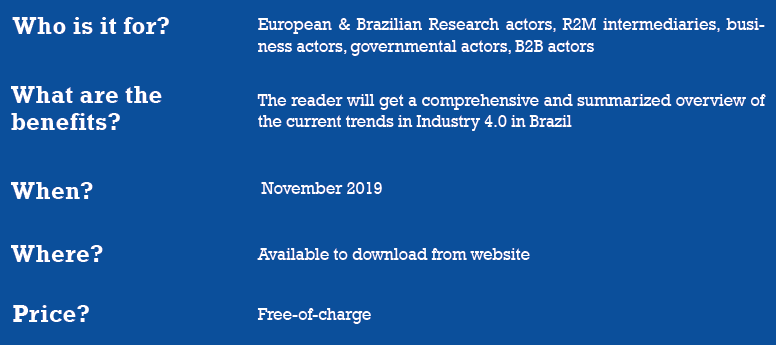 Who is it for?
European & Brazilian Research actors, R2M intermediaries, busi-
ness actors, governmental actors, B2B actors
What are the
benefits?
The reader will get a comprehensive and summarized overview of
the current trends in Industry 4.0 in Brazil
When?
November 2019
Where?
Available to download from website
Price?
Free-of-charge